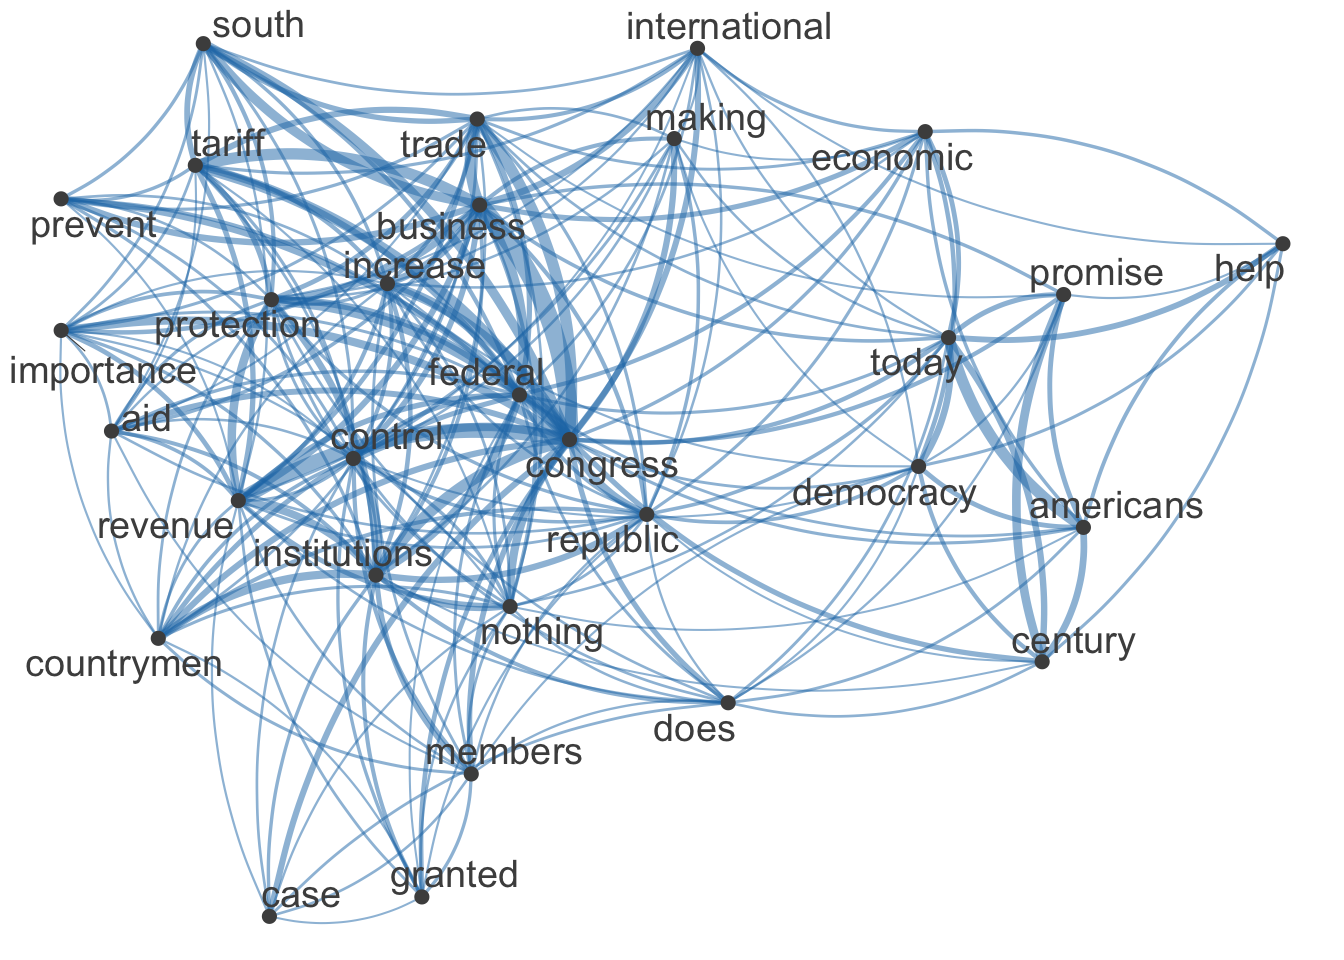 south
international
making
tariff
trade
economic
prevent
business
increase
help
promise
protection
importance
federal
today
aid
control
congress
democracy
americans
revenue
republic
institutions
nothing
century
countrymen
does
members
granted
case